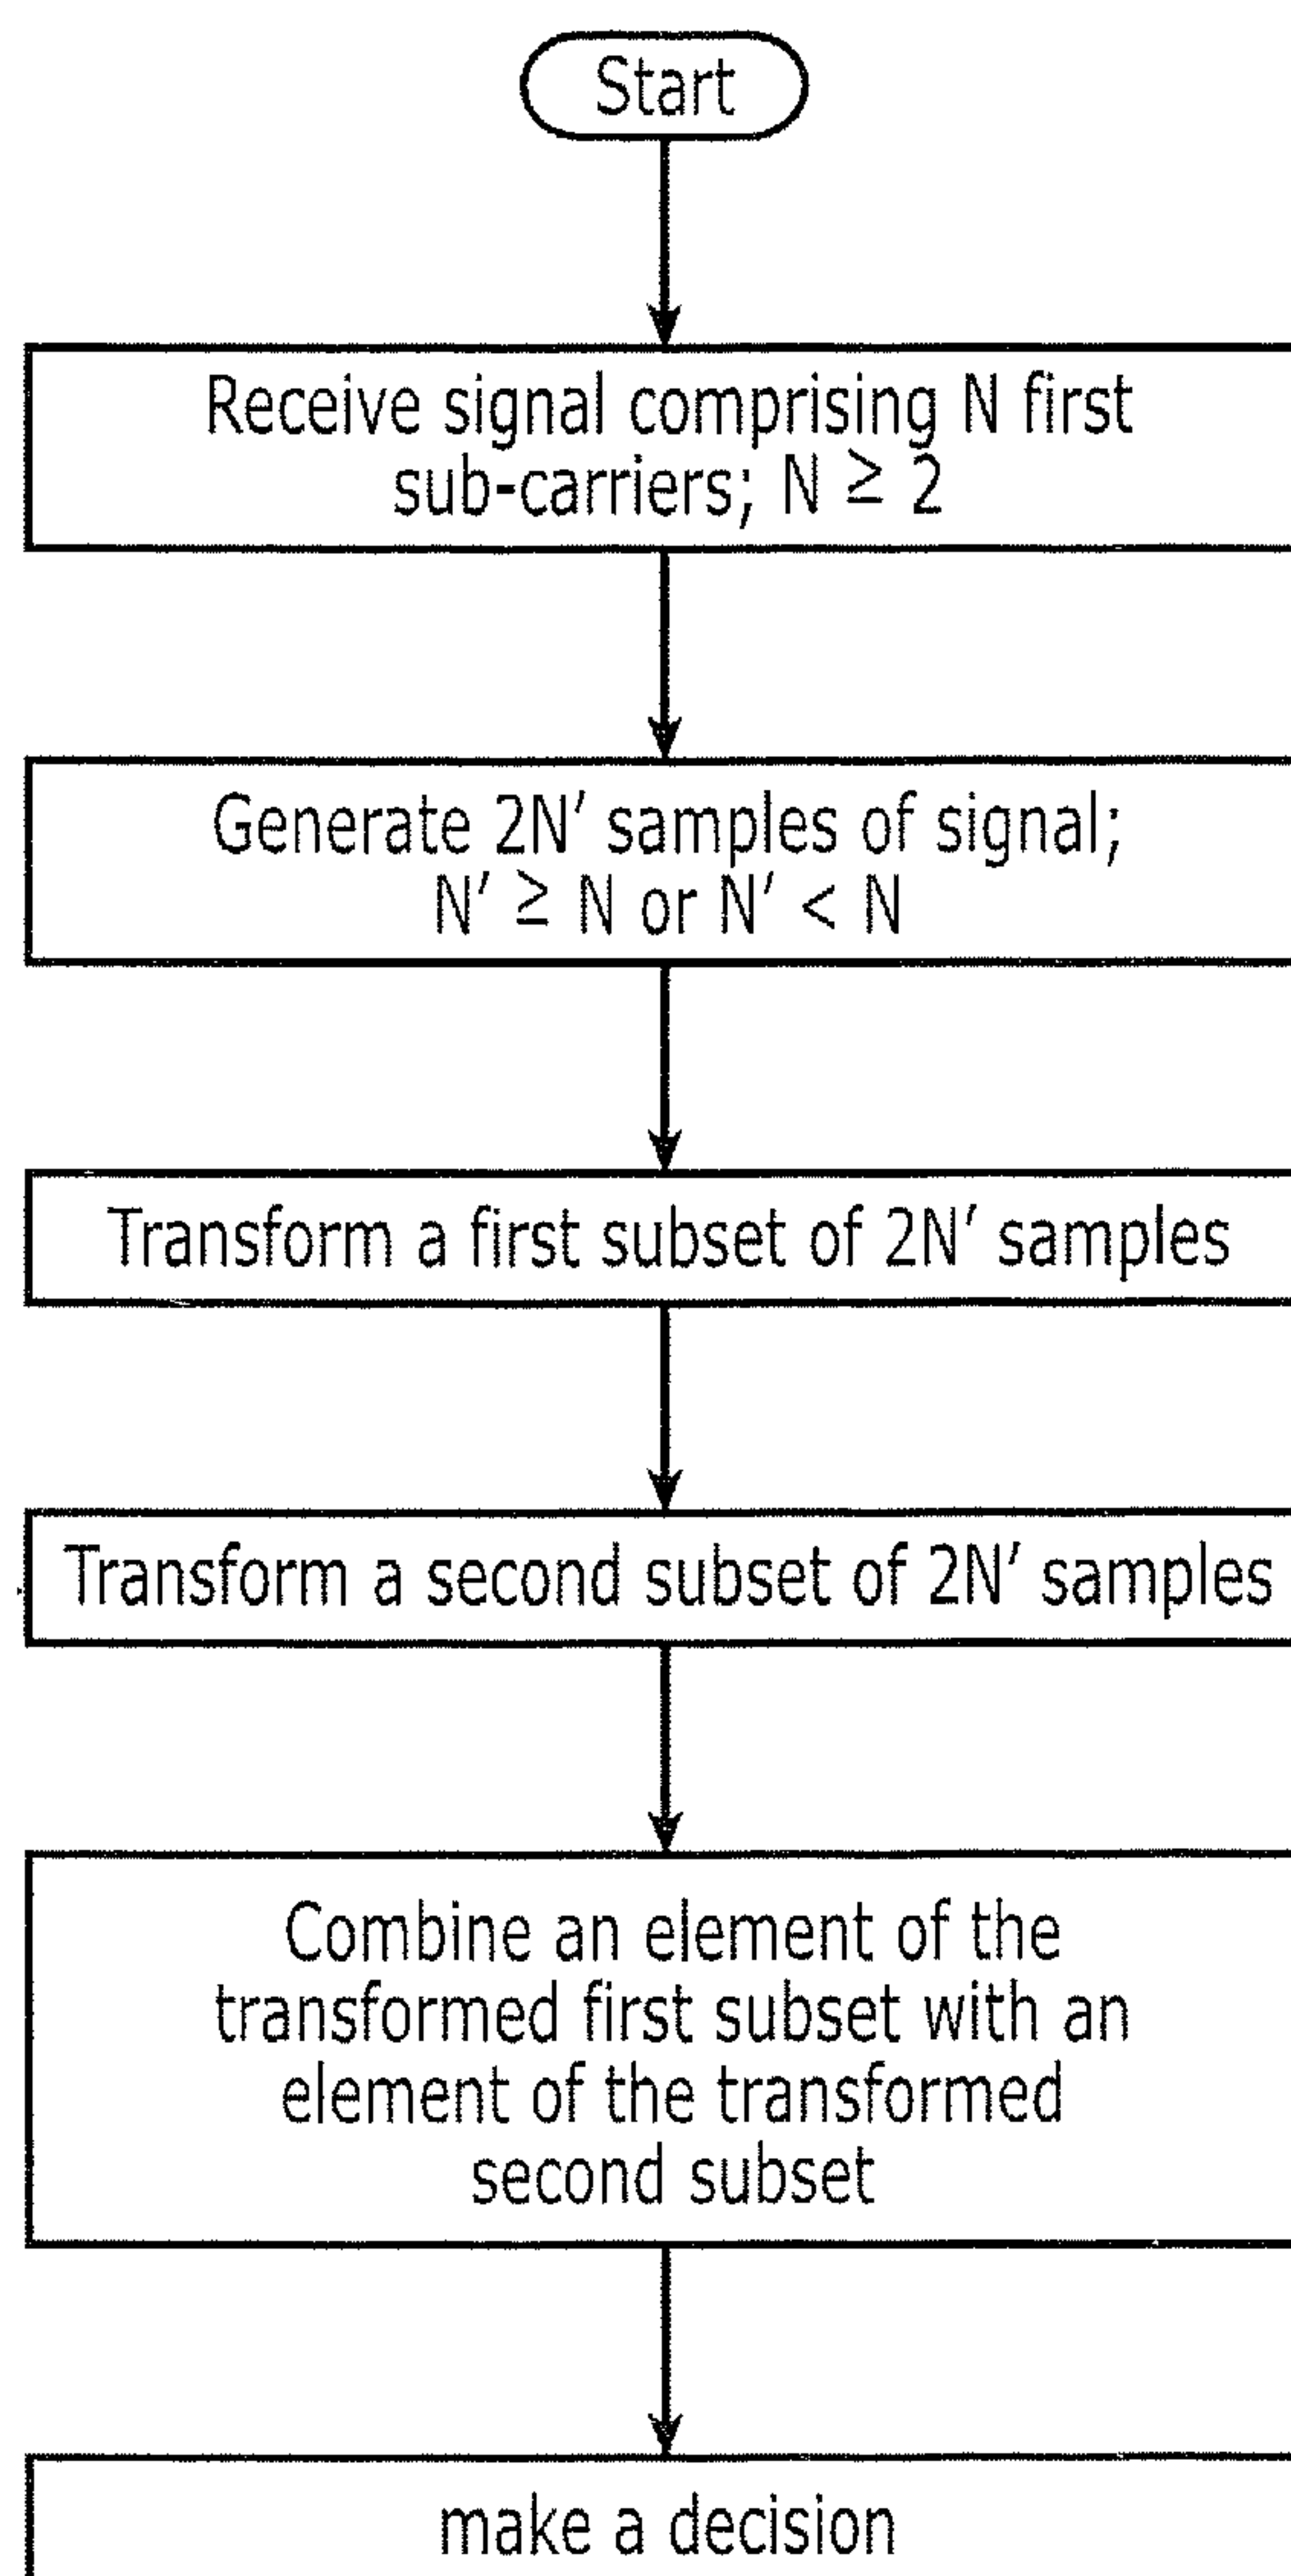 Start
Receive signal comprising N first
sub-carriers; N ≥ 2
Generate 2N′ samples of signal;
N′ ≥ N or N′ < N
Transform a first subset of 2N′ samples
Transform a second subset of 2N′ samples
Combine an element of the
transformed first subset with an
element of the transformed
second subset
make a decision